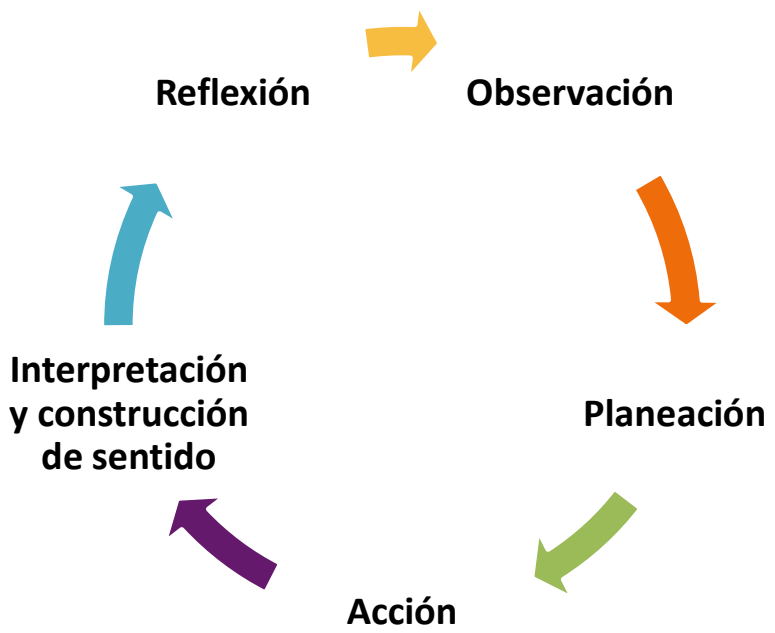 Reflexión
Observación
Interpretación
y construcción
de sentido
Planeación
Acción